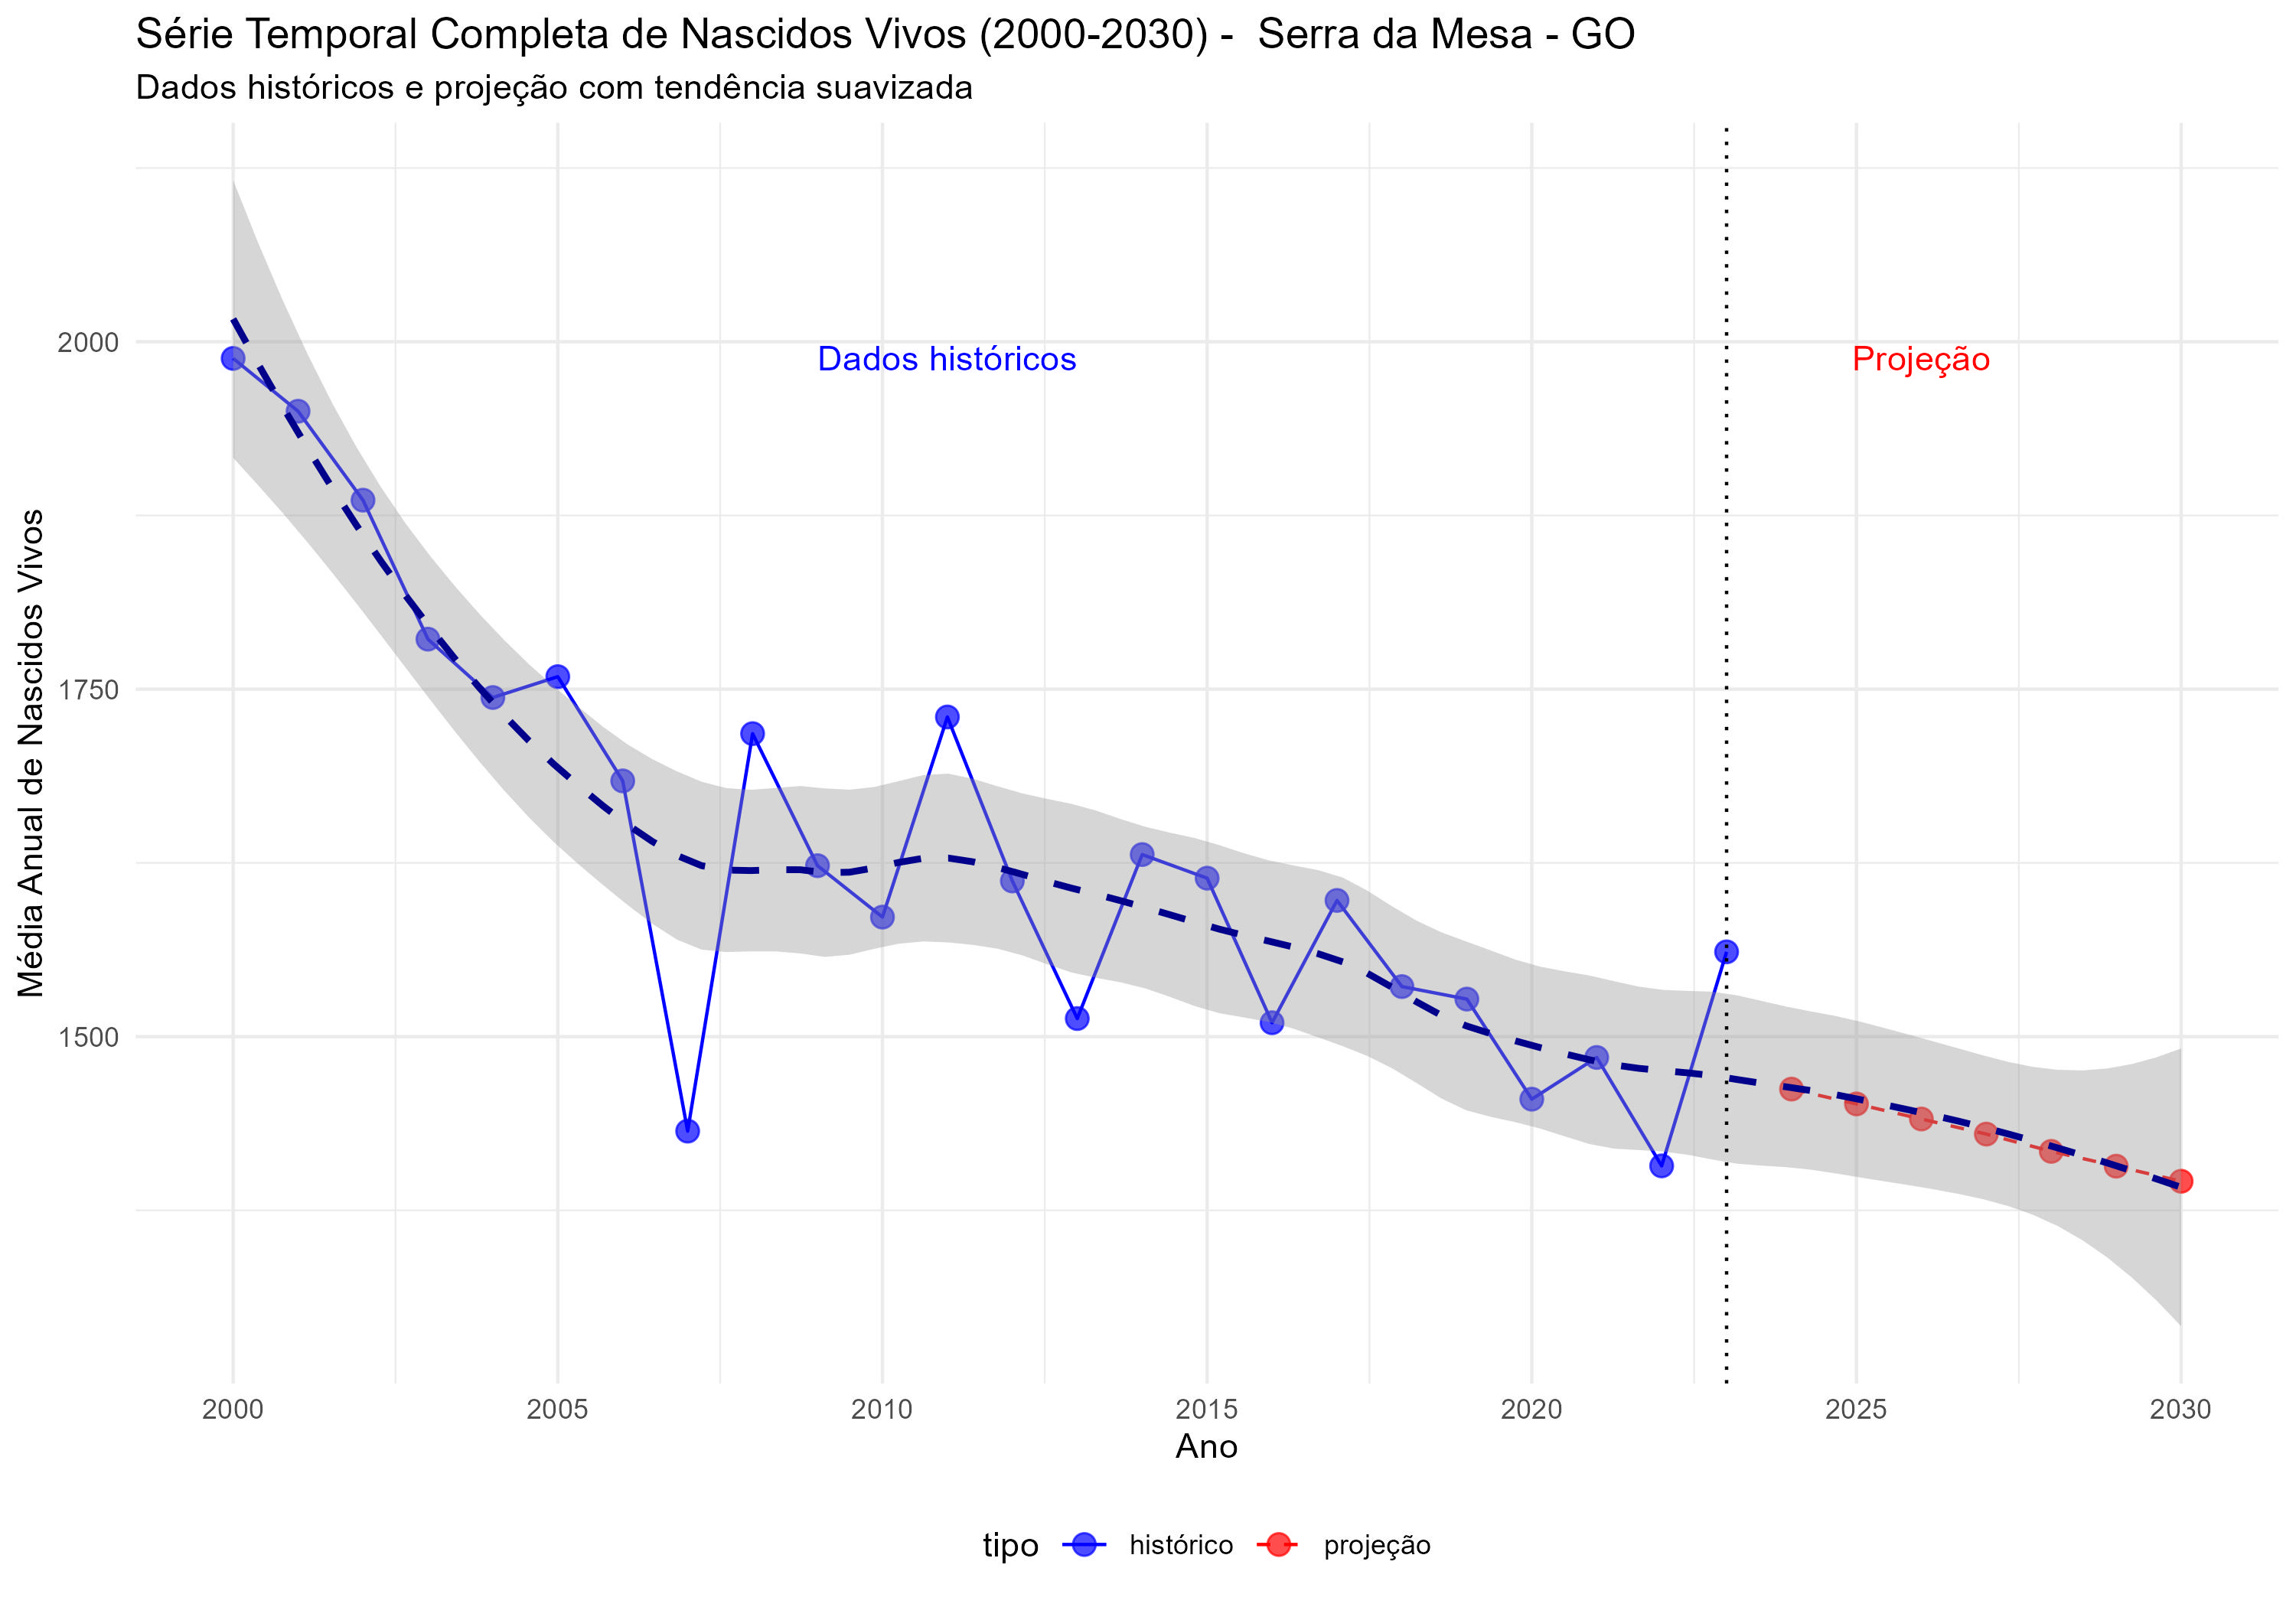 Série Temporal Completa de Nascidos Vivos (2000-2030) -  Serra da Mesa - GO
Dados históricos e projeção com tendência suavizada
Média Anual de Nascidos Vivos
2000
1750
1500
Dados históricos
Projeção
2000 2005 2010 2015 2020 2025 2030
Ano
tipo histórico projeção